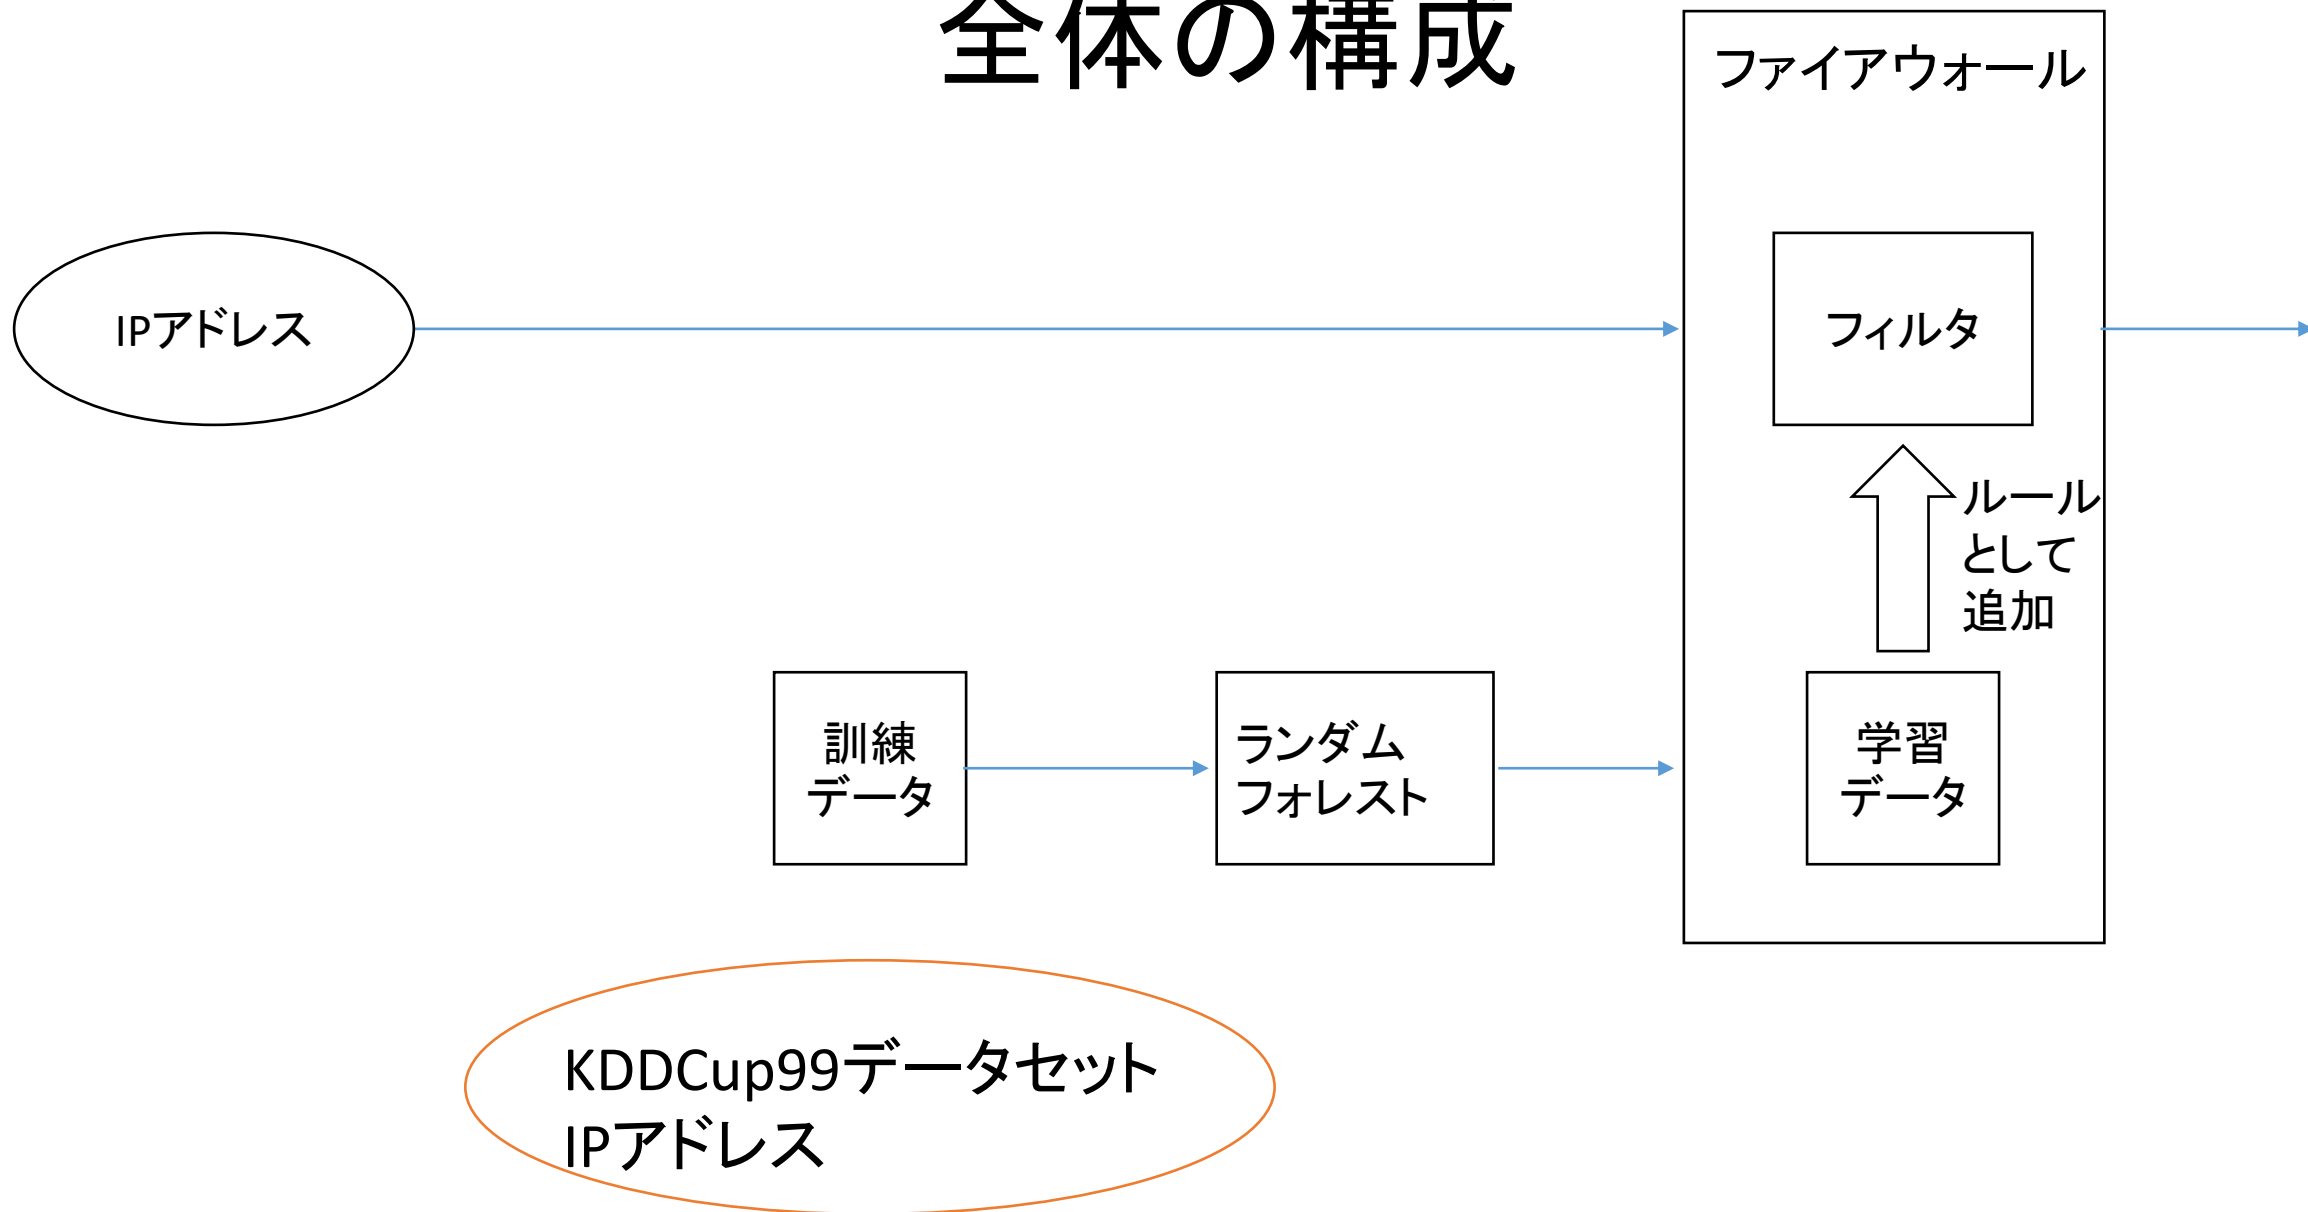 全体の構成
ファイアウォール
IPアドレス
フィルタ
ルール
として
追加
訓練
データ
ランダム
フォレスト
学習
データ
KDDCup99データセット
IPアドレス